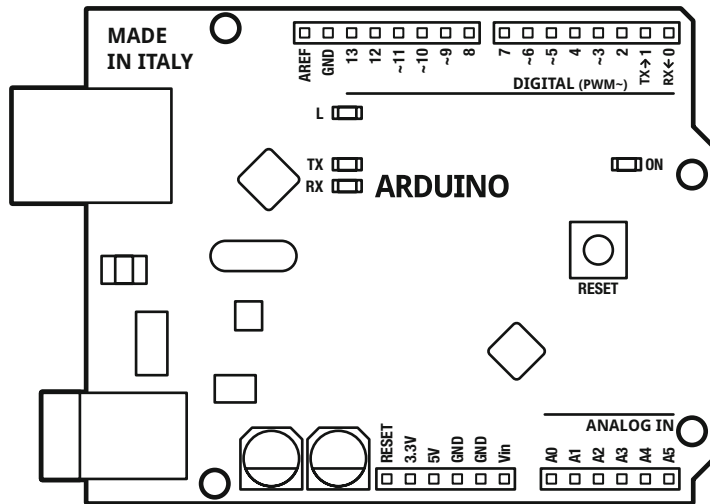 MADE
IN ITALY
AREF
GND
13
12
~11
~10
~9
8
7
~6
~5
4
~3
2
TX→1
RX←0
DIGITAL (PWM~)
L
TX
RX
ARDUINO
ON
RESET
ANALOG IN
RESET
3.3V
5V
GND
GND
Vin
A0
A1
A2
A3
A4
A5